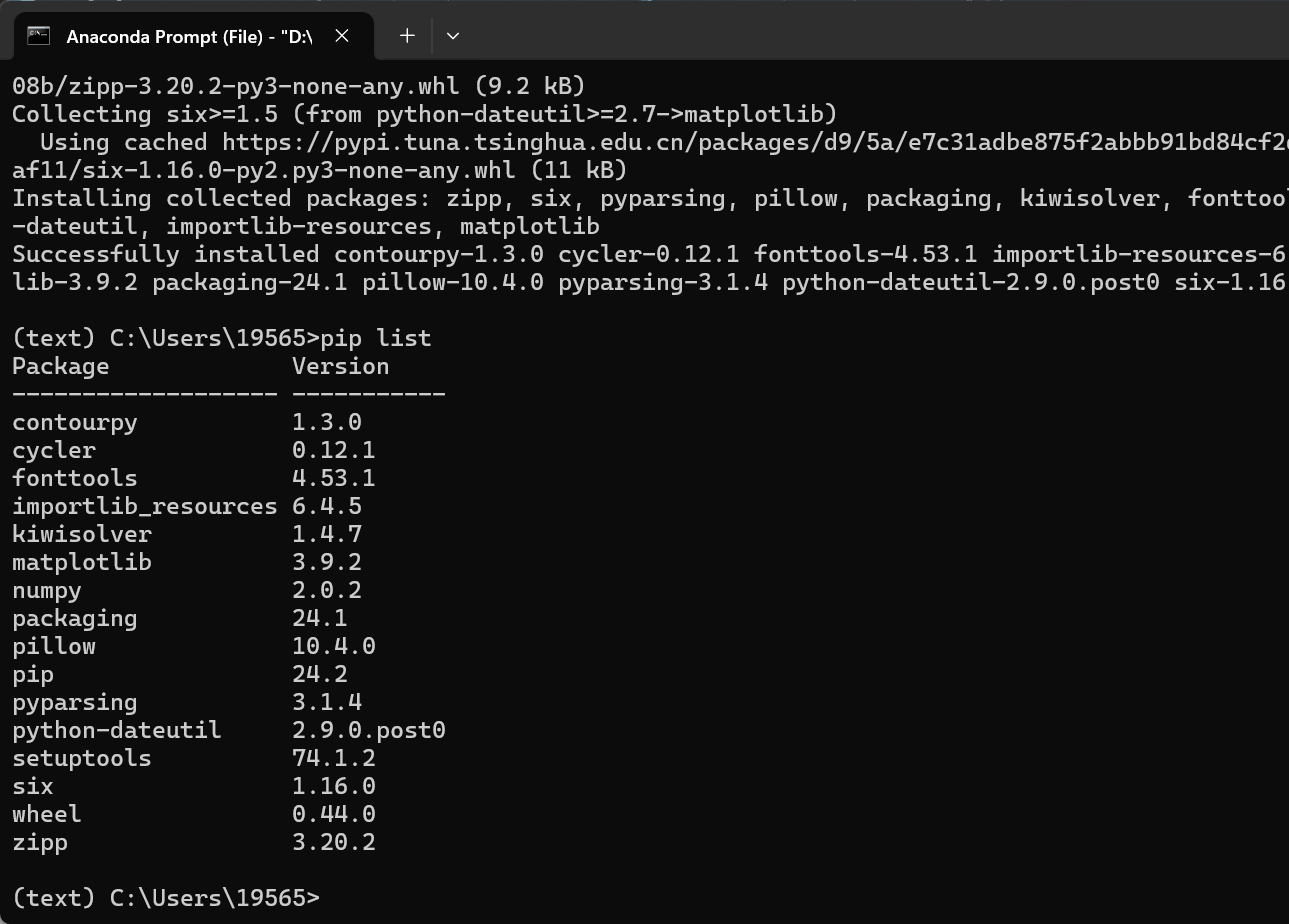 Anaconda Prompt (File) - "D:\
08b/zipp-3.20.2-py3-none-any.whl (9.2 kB)
Collecting six>=1.5 (from python-dateutil>=2.7->matplotlib)
  Using cached https://pypi.tuna.tsinghua.edu.cn/packages/d9/5a/e7c31adbe875f2abbb91bd84cf2
af11/six-1.16.0-py2.py3-none-any.whl (11 kB)
Installing collected packages: zipp, six, pyparsing, pillow, packaging, kiwisolver, fonttoo
-dateutil, importlib-resources, matplotlib
Successfully installed contourpy-1.3.0 cycler-0.12.1 fonttools-4.53.1 importlib-resources-6
lib-3.9.2 packaging-24.1 pillow-10.4.0 pyparsing-3.1.4 python-dateutil-2.9.0.post0 six-1.16
(text) C:\Users\19565>pip list
Package             Version
------------------- -----------
contourpy           1.3.0
cycler              0.12.1
fonttools           4.53.1
importlib_resources 6.4.5
kiwisolver          1.4.7
matplotlib          3.9.2
numpy               2.0.2
packaging           24.1
pillow              10.4.0
pip                 24.2
pyparsing           3.1.4
python-dateutil     2.9.0.post0
setuptools          74.1.2
six                 1.16.0
wheel               0.44.0
zipp                3.20.2
(text) C:\Users\19565>